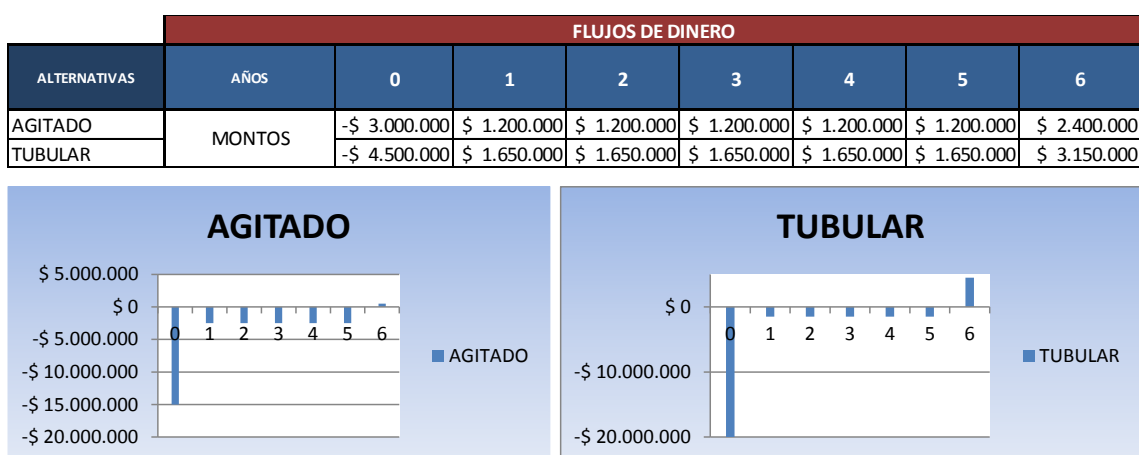 FLUJOS DE DINERO
ALTERNATIVAS AÑOS 0 1 2 3 4 5 6
AGITADO MONTOS -$ 3.000.000 $ 1.200.000 $ 1.200.000 $ 1.200.000 $ 1.200.000 $ 1.200.000 $ 2.400.000
TUBULAR -$ 4.500.000 $ 1.650.000 $ 1.650.000 $ 1.650.000 $ 1.650.000 $ 1.650.000 $ 3.150.000
AGITADO
$ 5.000.000
$ 0
0 1 2 3 4 5 6
-$ 5.000.000
-$ 10.000.000
-$ 15.000.000
-$ 20.000.000
AGITADO
TUBULAR
$ 0
0 1 2 3 4 5 6
-$ 10.000.000
-$ 20.000.000
TUBULAR